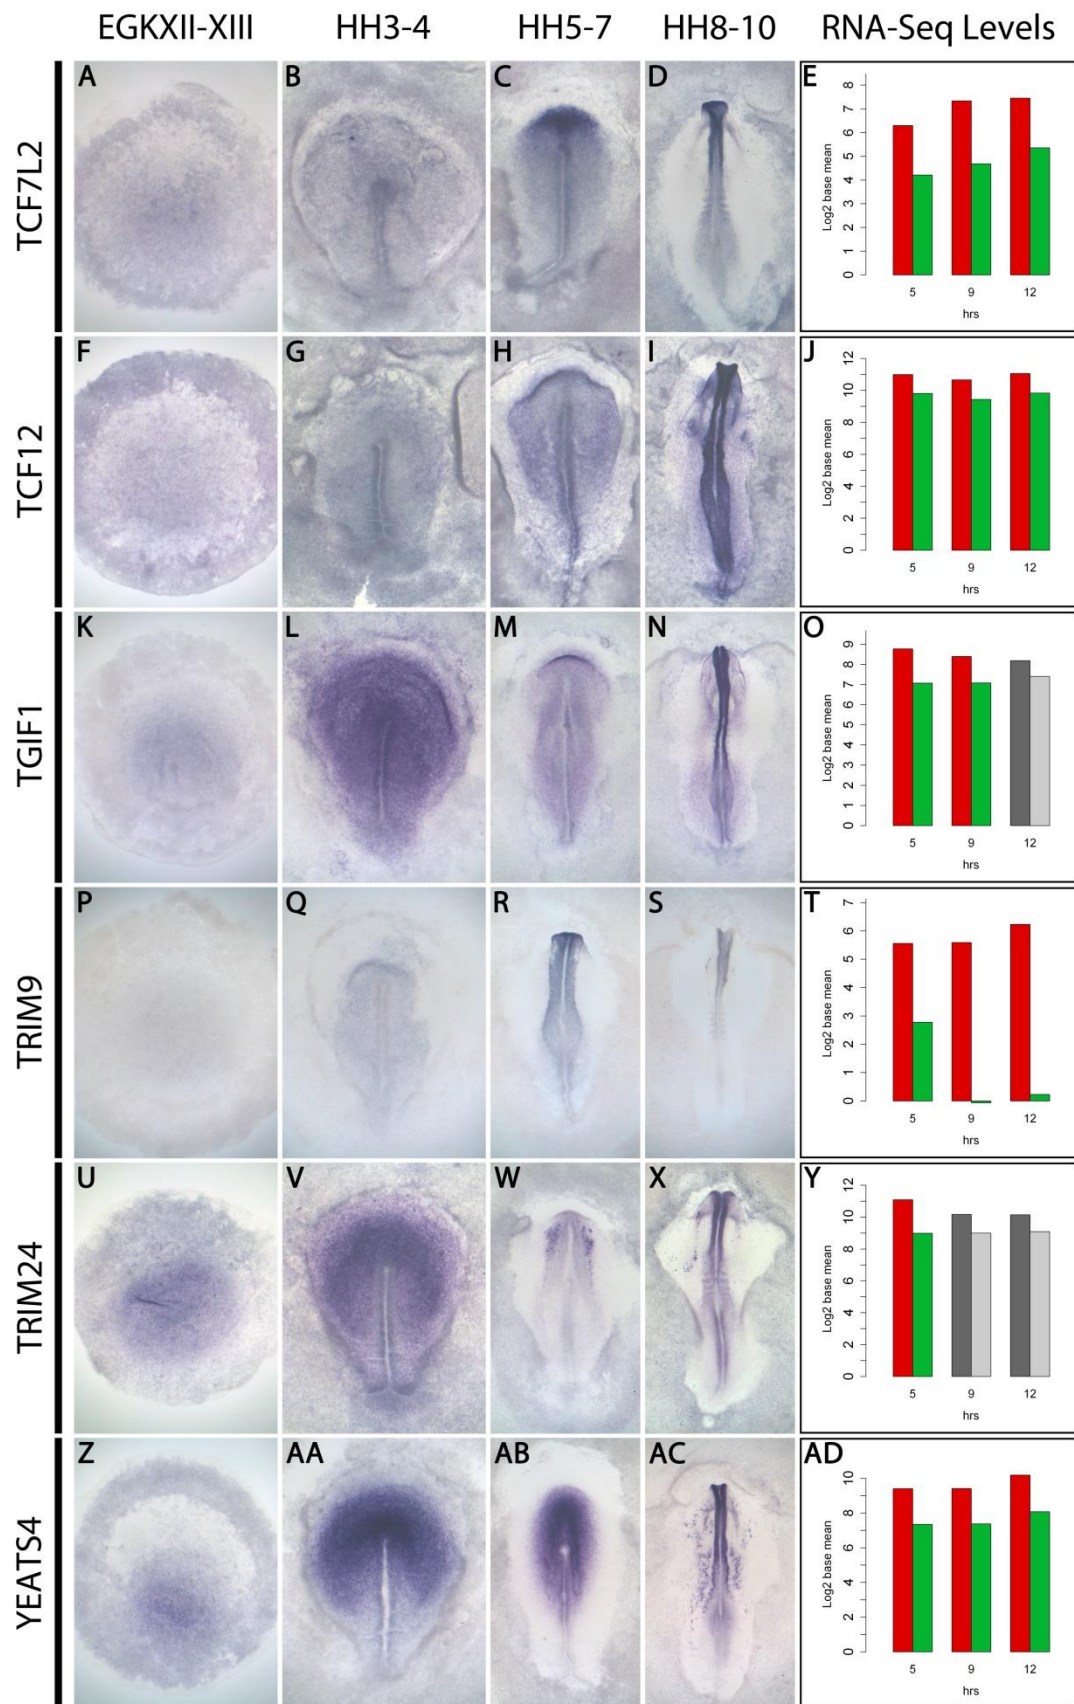 EGKXII-XIII HH3-4 HH5-7 HH8-10 RNA-Seq Levels
TCF7L2
A B C D E
Log2 base mean
0 1 2 3 4 5 6 7 8
5 9 12
hrs
TCF12
F G H I J
Log2 base mean
0 2 4 6 8 10 12
5 9 12
hrs
TGIF1
K L M N O
Log2 base mean
0 1 2 3 4 5 6 7 8 9
5 9 12
hrs
TRIM9
P Q R S T
Log2 base mean
0 1 2 3 4 5 6 7
5 9 12
hrs
TRIM24
U V W X Y
Log2 base mean
0 2 4 6 8 10 12
5 9 12
hrs
YEATS4
Z AA AB AC AD
Log2 base mean
0 2 4 6 8 10
5 9 12
hrs